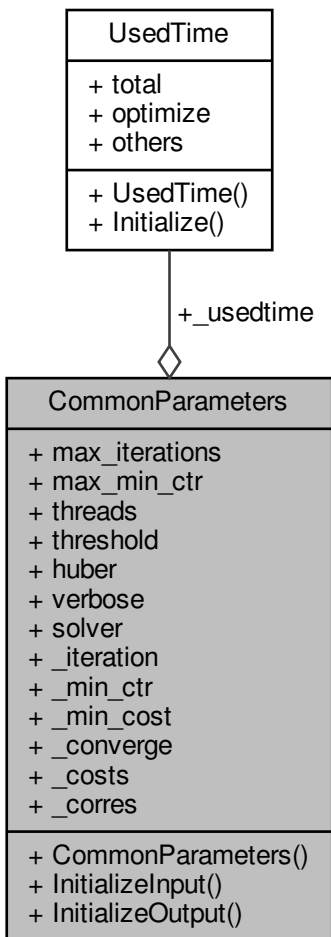 UsedTime
+ total
+ optimize
+ others
+ UsedTime()
+ Initialize()
+_usedtime
CommonParameters
+ max_iterations
+ max_min_ctr
+ threads
+ threshold
+ huber
+ verbose
+ solver
+ _iteration
+ _min_ctr
+ _min_cost
+ _converge
+ _costs
+ _corres
+ CommonParameters()
+ InitializeInput()
+ InitializeOutput()